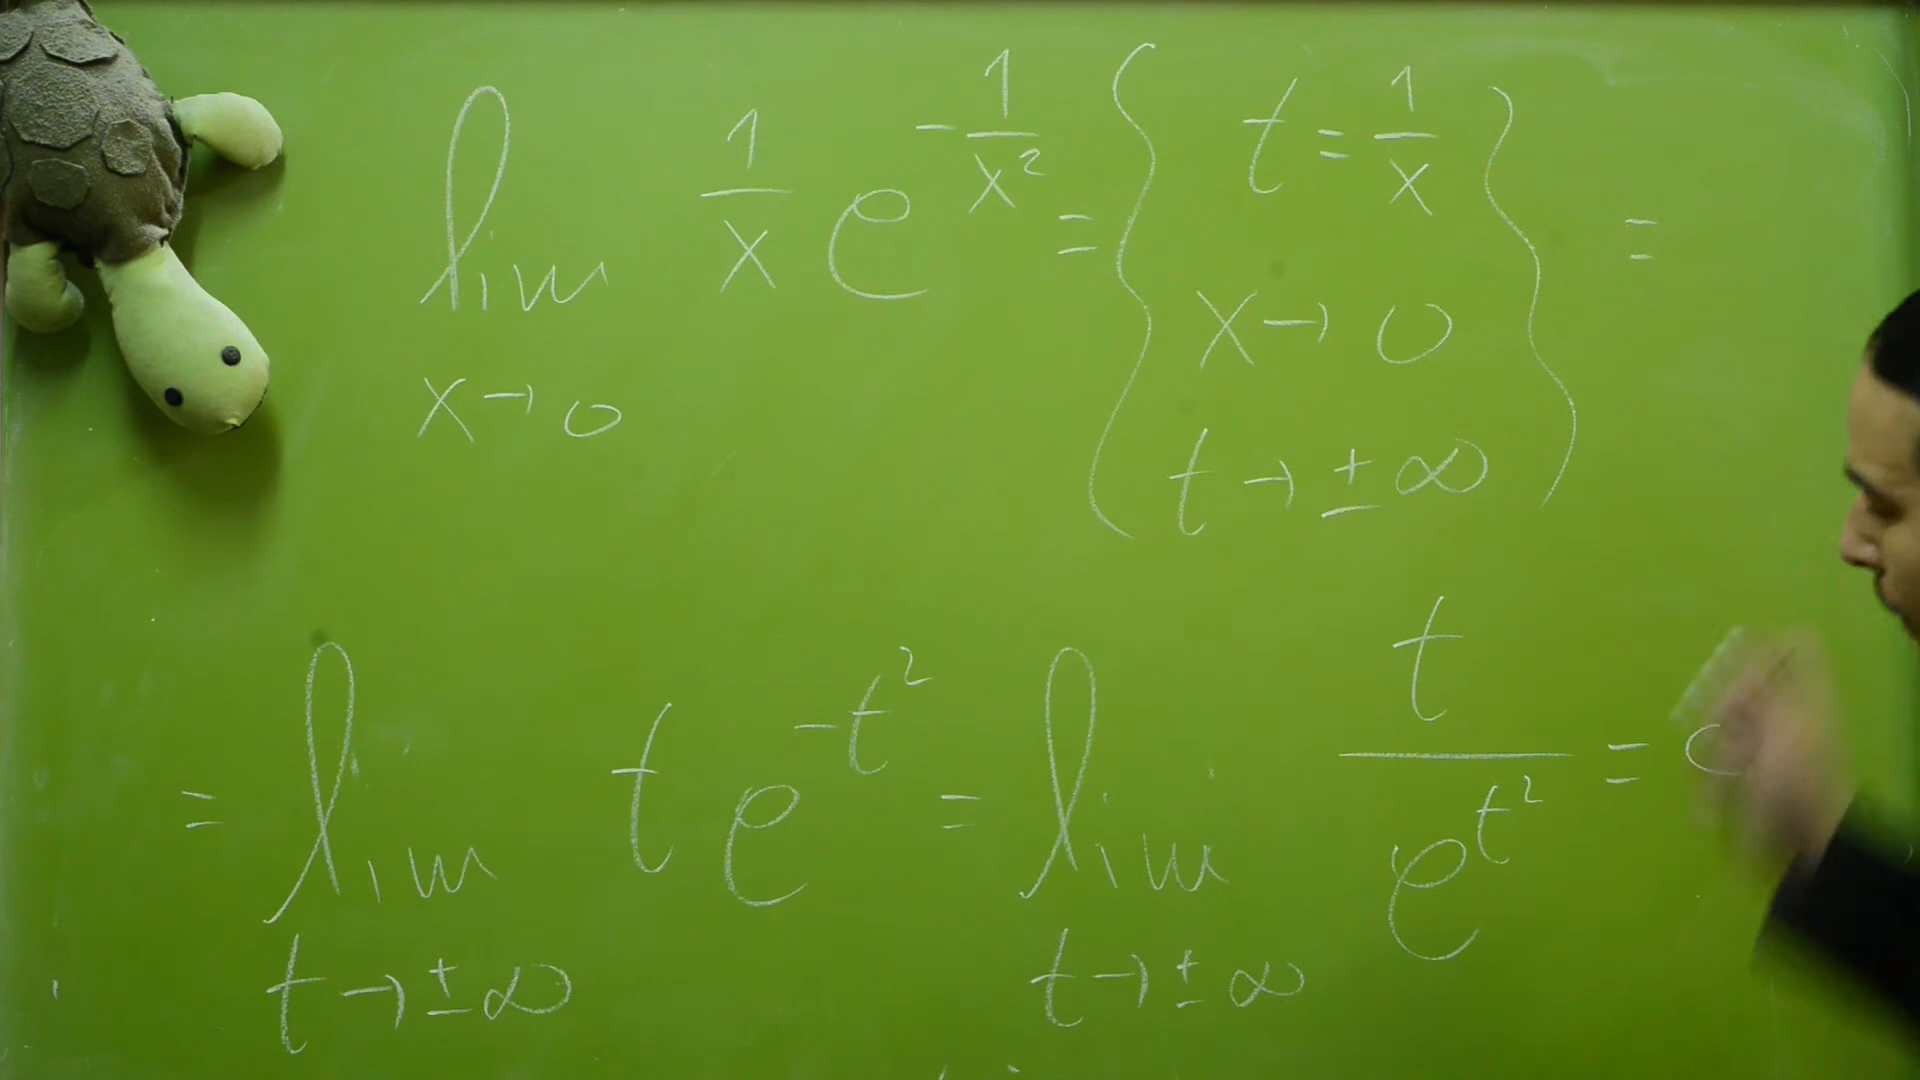 lim x→0 1/x e^(-1/x²) = { t = 1/x
x → 0
t → ± ∞ } =
= lim t→±∞ t e^(-t²) = lim t→±∞ t/e^(t²) =